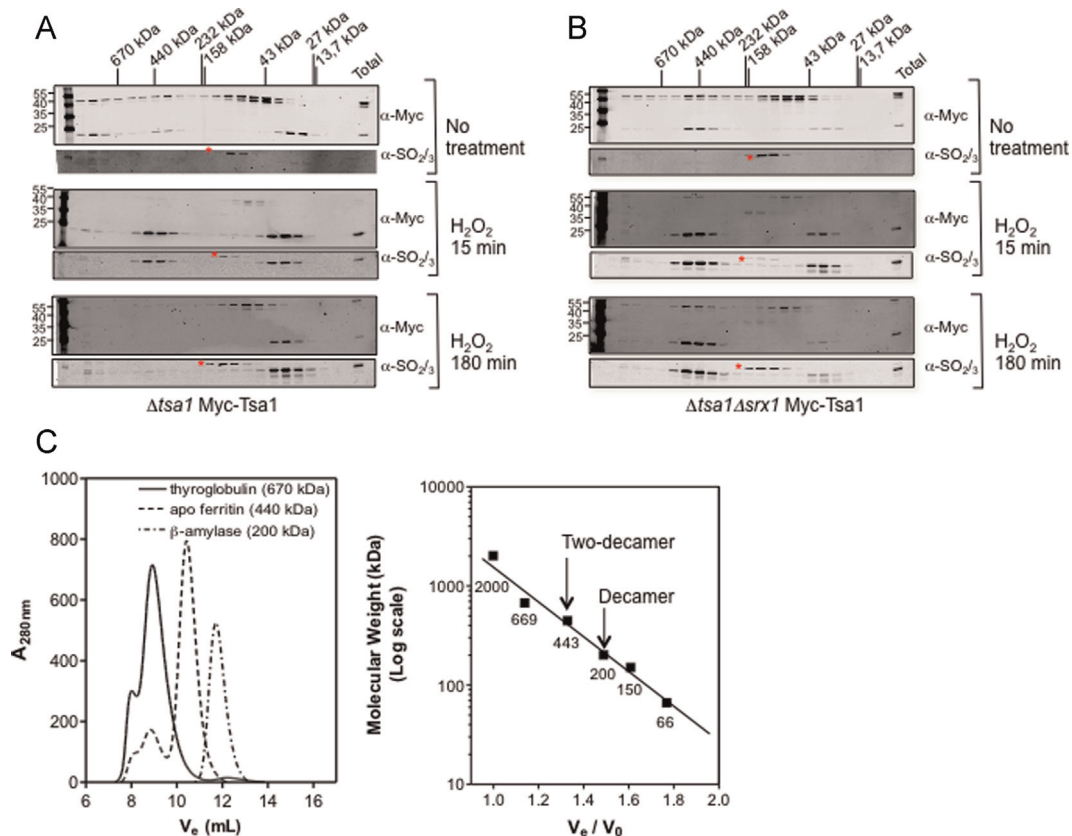 A
670 kDa 440 kDa 232 kDa 158 kDa 43 kDa 27 kDa 13,7 kDa Total
55
40
35
25
α-Myc
α-SO2/3
No
treatment
55
40
35
25
α-Myc
α-SO2/3
H2O2
15 min
55
40
35
25
α-Myc
α-SO2/3
H2O2
180 min
Δtsa1 Myc-Tsa1
B
670 kDa 440 kDa 232 kDa 158 kDa 43 kDa 27 kDa 13,7 kDa Total
55
40
35
25
α-Myc
α-SO2/3
No
treatment
55
40
35
25
α-Myc
α-SO2/3
H2O2
15 min
55
40
35
25
α-Myc
α-SO2/3
H2O2
180 min
Δtsa1Δsrx1 Myc-Tsa1
C
1000
800
600
400
200
0
A280nm
thyroglobulin (670 kDa)
apo ferritin (440 kDa)
β-amylase (200 kDa)
6 8 10 12 14 16
Ve (mL)
10000
1000
100
10
Molecular Weight (kDa)
(Log scale)
Two-decamer
Decamer
2000
669
443
200
150
66
1.0 1.2 1.4 1.6 1.8 2.0
Ve / V0